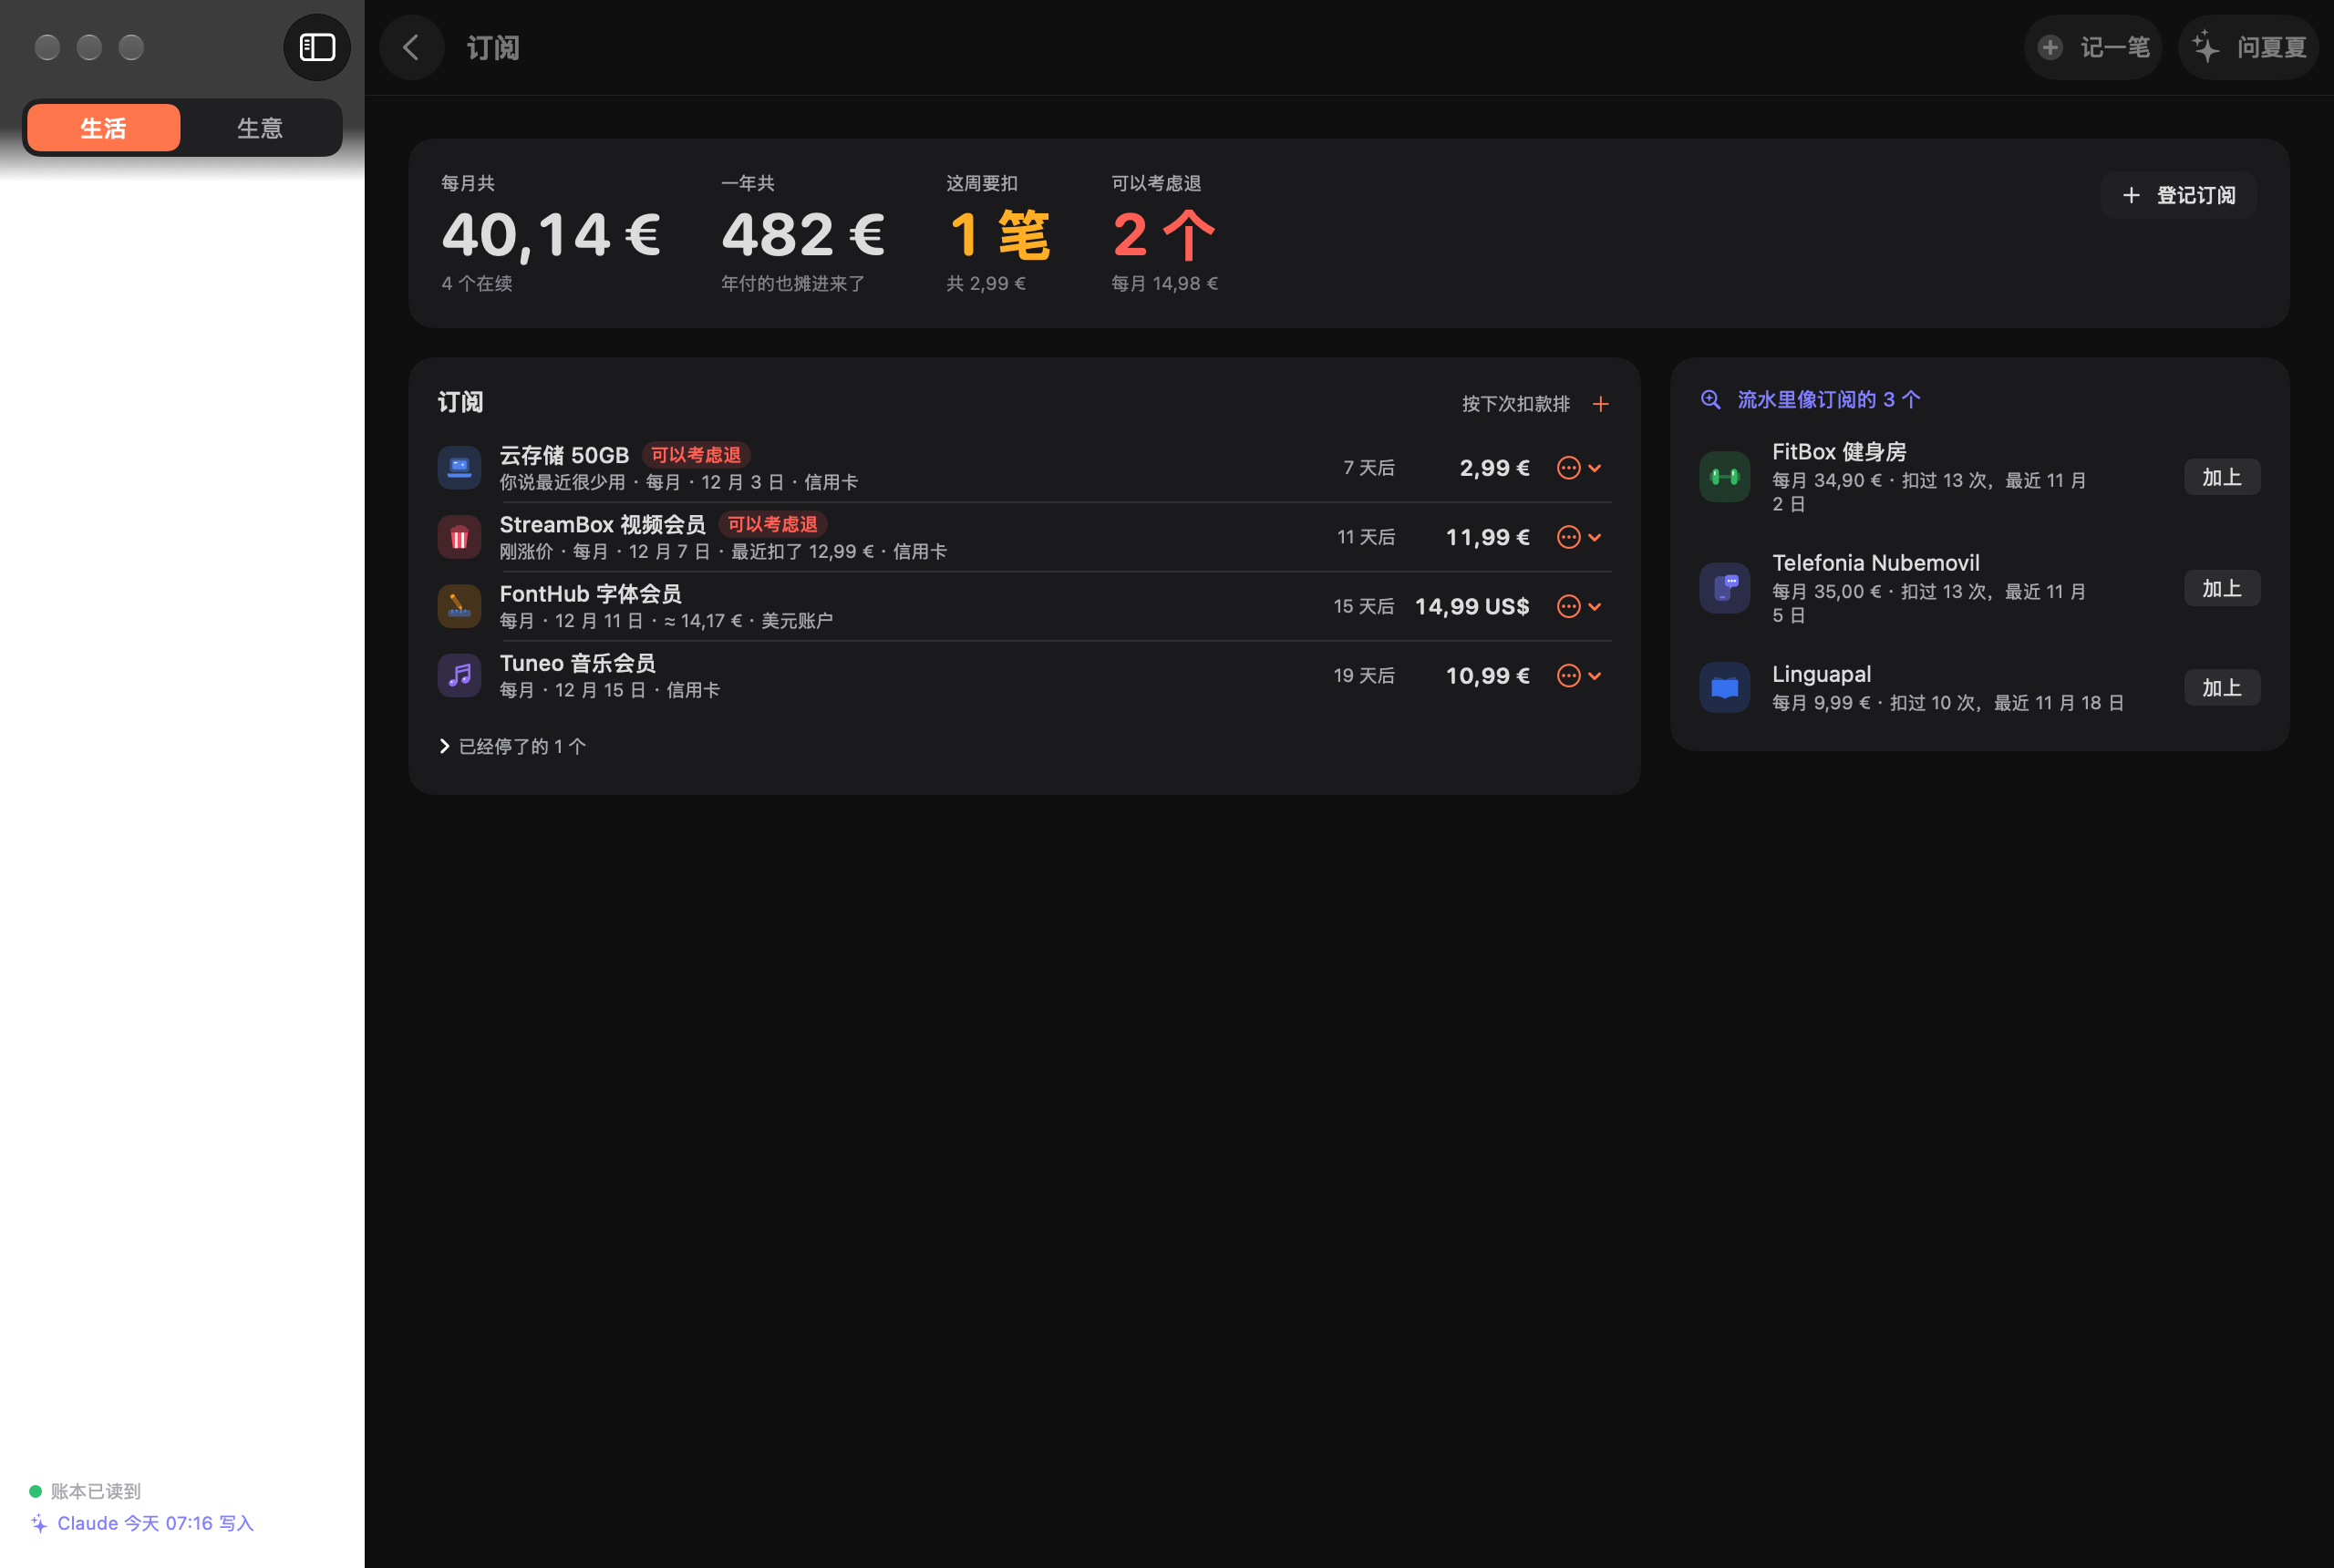 订阅
记一笔
问夏夏
生活
生意
每月共
40,14 €
4 个在续
一年共
482 €
年付的也摊进来了
这周要扣
1 笔
共 2,99 €
可以考虑退
2 个
每月 14,98 €
登记订阅
订阅
按下次扣款排
云存储 50GB 可以考虑退
你说最近很少用 · 每月 · 12 月 3 日 · 信用卡
7 天后
2,99 €
StreamBox 视频会员 可以考虑退
刚涨价 · 每月 · 12 月 7 日 · 最近扣了 12,99 € · 信用卡
11 天后
11,99 €
FontHub 字体会员
每月 · 12 月 11 日 · ≈ 14,17 € · 美元账户
15 天后
14,99 US$
Tuneo 音乐会员
每月 · 12 月 15 日 · 信用卡
19 天后
10,99 €
已经停了的 1 个
流水里像订阅的 3 个
FitBox 健身房
每月 34,90 € · 扣过 13 次，最近 11 月
2 日
加上
Telefonia Nubemovil
每月 35,00 € · 扣过 13 次，最近 11 月
5 日
加上
Linguapal
每月 9,99 € · 扣过 10 次，最近 11 月 18 日
加上
账本已读到
Claude 今天 07:16 写入